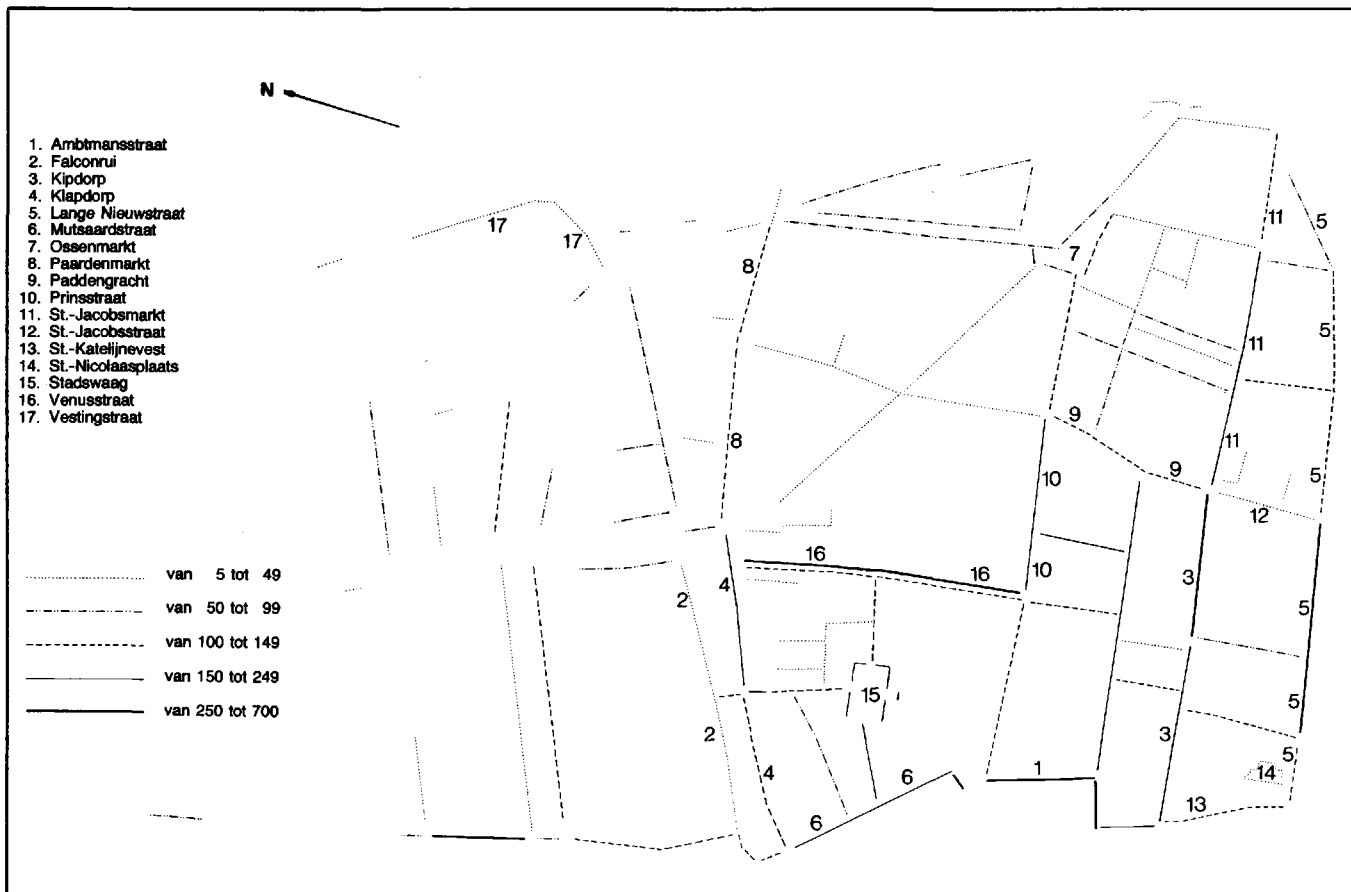 N
1. Ambtmansstraat
2. Falconrui
3. Kipdorp
4. Klapdorp
5. Lange Nieuwstraat
6. Mutsaardstraat
7. Ossenmarkt
8. Paardenmarkt
9. Paddengracht
10. Prinsstraat
11. St.-Jacobsmarkt
12. St.-Jacobsstraat
13. St.-Katelijnevest
14. St.-Nicolaasplaats
15. Stadswaag
16. Venusstraat
17. Vestingstraat
van 5 tot 49
van 50 tot 99
van 100 tot 149
van 150 tot 249
van 250 tot 700
17
17
11
5
7
8
5
11
9
8
11
9
5
10
12
16
16
10
3
4
2
5
15
5
2
3
5
4
6
1
14
13
6